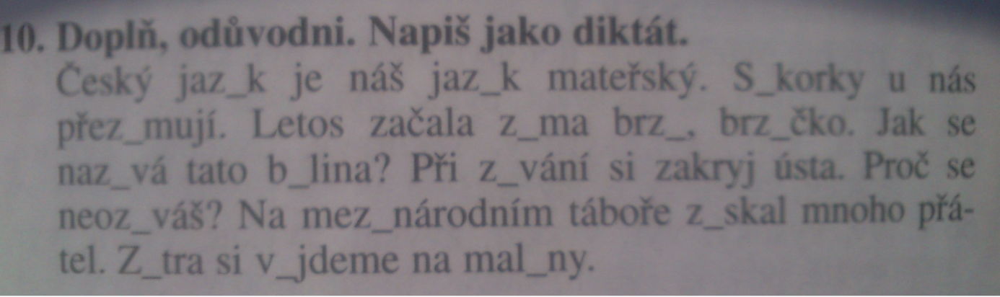 10. Doplň, odůvodni. Napiš jako diktát.
Český jaz_k je náš jaz_k mateřský. S_korky u nás
přez_mují. Letos začala z_ma brz_, brz_čko. Jak se
naz_vá tato b_lina? Při z_vání si zakryj ústa. Proč se
neoz_váš? Na mez_národním táboře z_skal mnoho přá-
tel. Z_tra si v_jdeme na mal_ny.